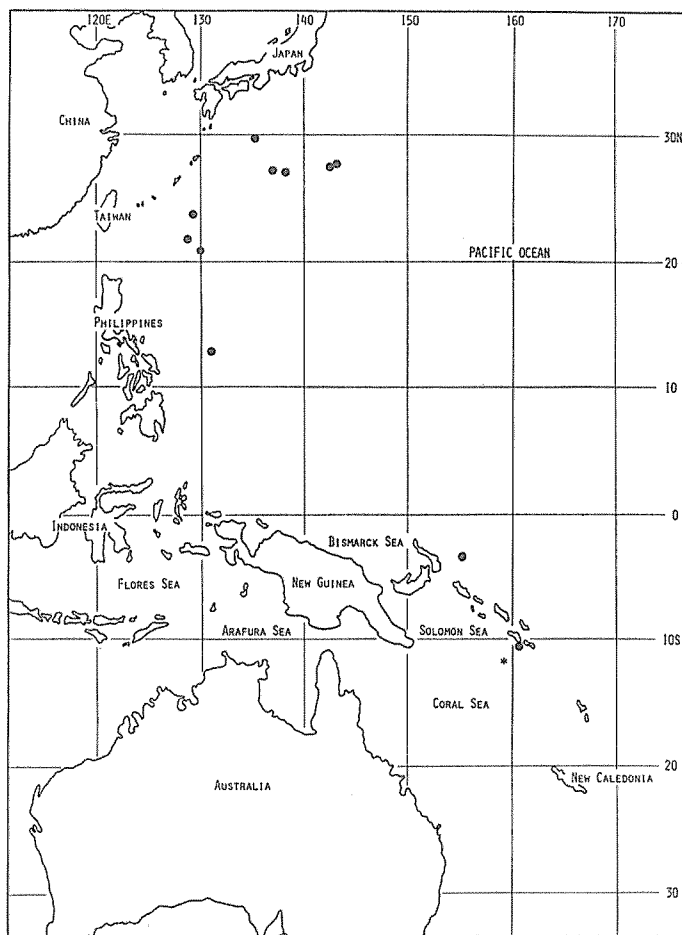 120E 130 140 150 160 170
JAPAN
CHINA
30N
TAIWAN
PACIFIC OCEAN
20
PHILIPPINES
10
0
INDONESIA
BISMARCK SEA
FLORES SEA
NEW GUINEA
ARAFURA SEA
SOLOMON SEA
10S
*
CORAL SEA
20
NEW CALEDONIA
AUSTRALIA
30